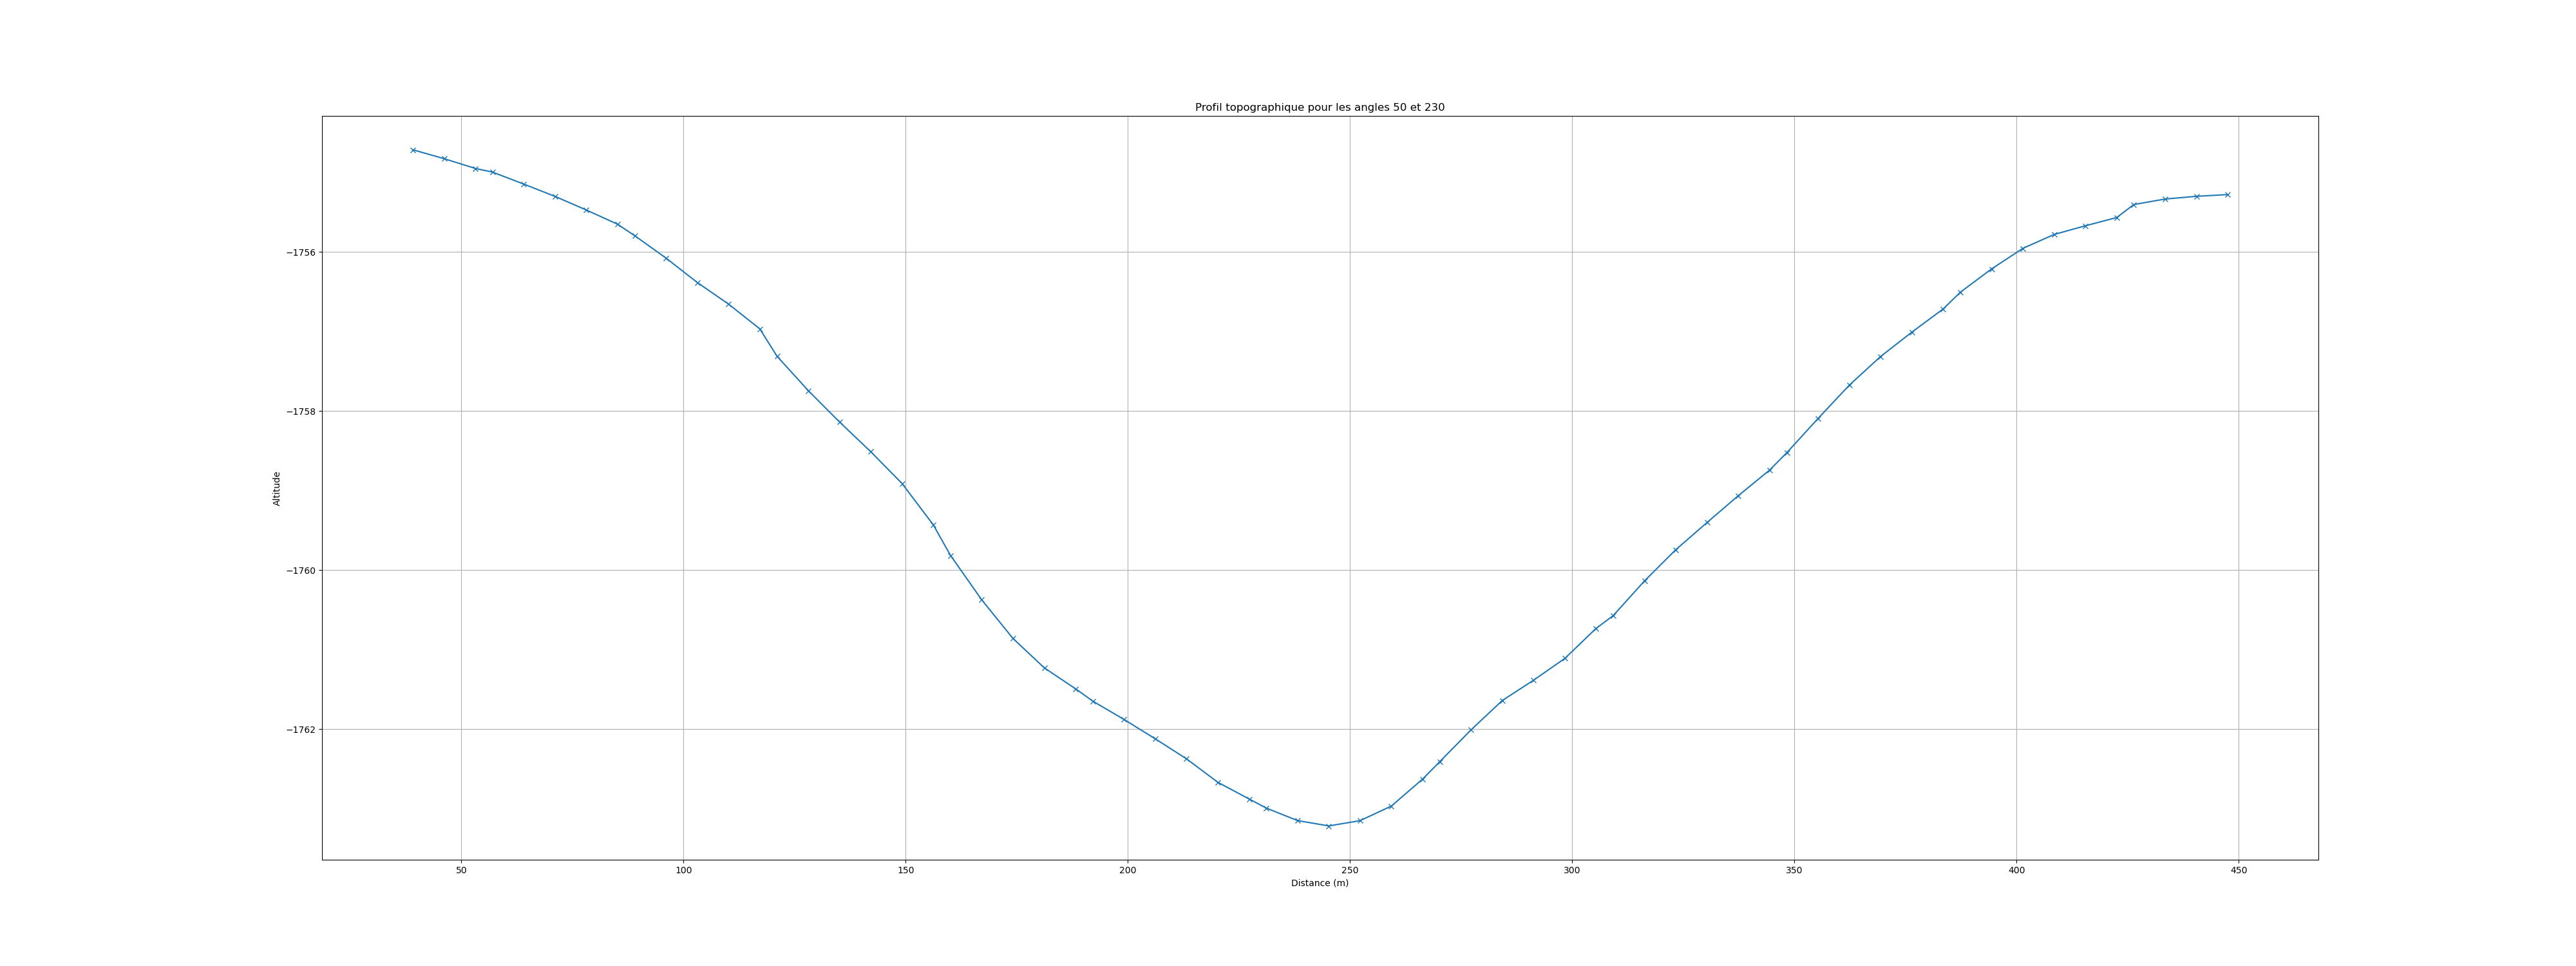 Profil topographique pour les angles 50 et 230
−1756
−1758
−1760
−1762
Altitude
50 100 150 200 250 300 350 400 450
Distance (m)